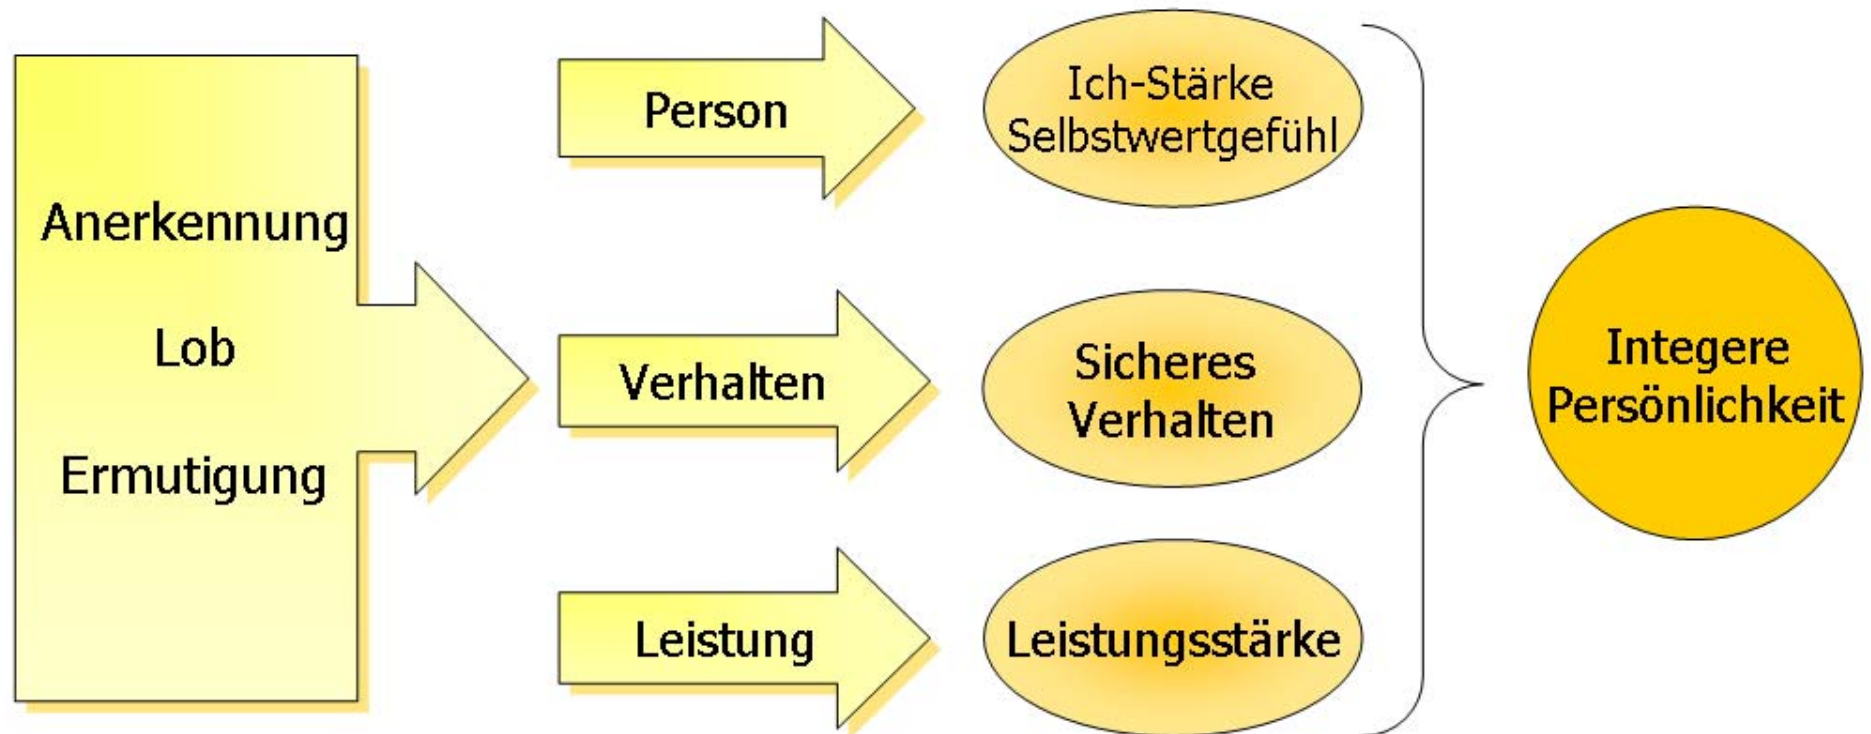 Anerkennung
Lob
Ermutigung
Person
Verhalten
Leistung
Ich-Stärke
Selbstwertgefühl
Sicheres
Verhalten
Leistungsstärke
Integere
Persönlichkeit